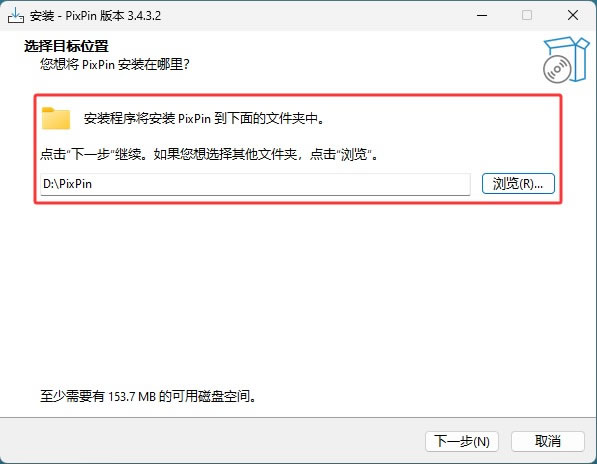 安装 - PixPin 版本 3.4.3.2
选择目标位置
您想将 PixPin 安装在哪里？
安装程序将安装 PixPin 到下面的文件夹中。
点击“下一步”继续。如果您想选择其他文件夹，点击“浏览”。
D:\PixPin
浏览(R)...
至少需要有 153.7 MB 的可用磁盘空间。
下一步(N)
取消